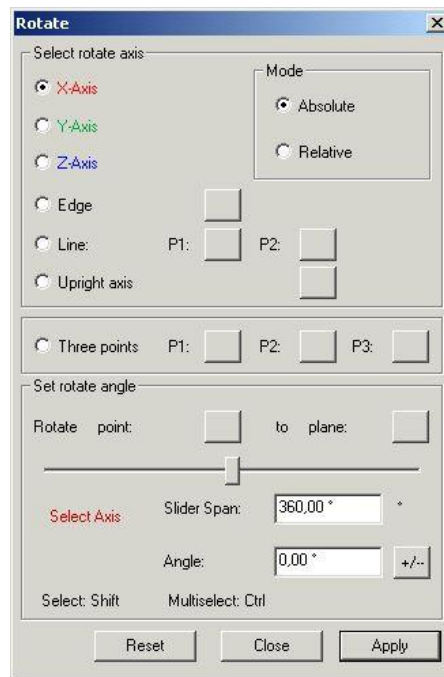 Rotate
Select rotate axis
Mode
X-Axis
Absolute
Y-Axis
Relative
Z-Axis
Edge
Line: P1: P2:
Upright axis
Three points P1: P2: P3:
Set rotate angle
Rotate point: to plane:
Select Axis
Slider Span: 360,00 ° °
Angle: 0,00 ° +/--
Select: Shift Multiselect: Ctrl
Reset Close Apply